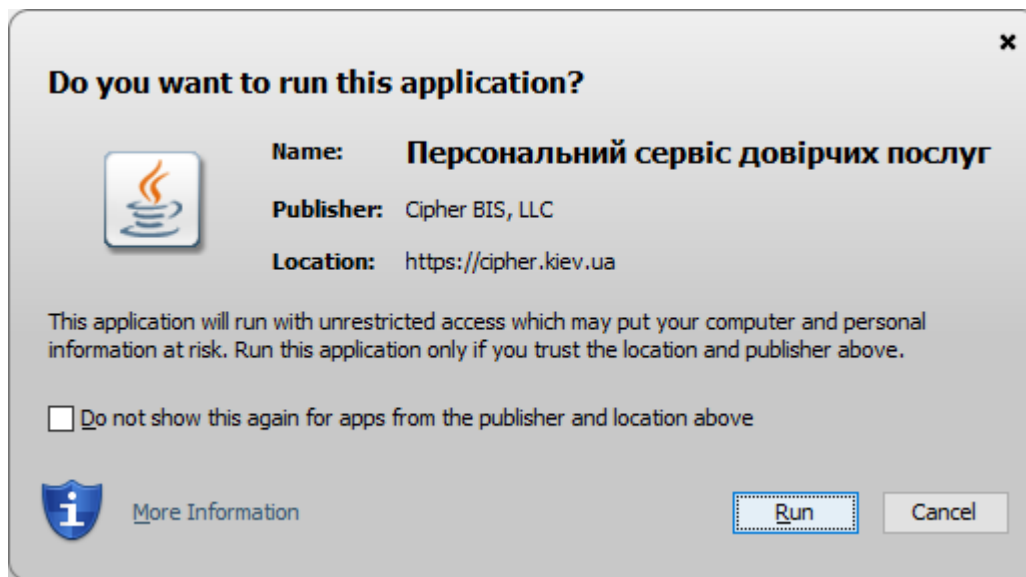 Do you want to run this application?
Name: Персональний сервіс довірчих послуг
Publisher: Cipher BIS, LLC
Location: https://cipher.kiev.ua
This application will run with unrestricted access which may put your computer and personal
information at risk. Run this application only if you trust the location and publisher above.
Do not show this again for apps from the publisher and location above
More Information Run Cancel